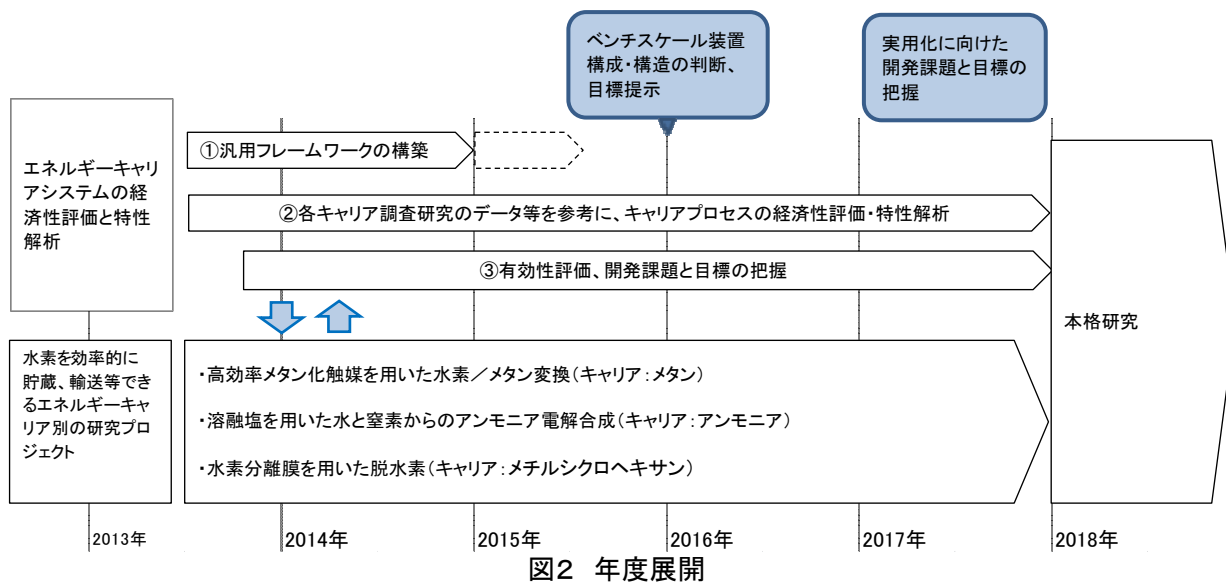 ベンチスケール装置
構成・構造の判断、
目標提示
実用化に向けた
開発課題と目標の
把握
エネルギーキャリ
アシステムの経
済性評価と特性
解析
①汎用フレームワークの構築
②各キャリア調査研究のデータ等を参考に、キャリアプロセスの経済性評価・特性解析
③有効性評価、開発課題と目標の把握
本格研究
水素を効率的に
貯蔵、輸送等でき
るエネルギーキャ
リア別の研究プロ
ジェクト
・高効率メタン化触媒を用いた水素／メタン変換（キャリア：メタン）
・溶融塩を用いた水と窒素からのアンモニア電解合成（キャリア：アンモニア）
・水素分離膜を用いた脱水素（キャリア：メチルシクロヘキサン）
2013年
2014年
2015年
2016年
2017年
2018年
図２　年度展開